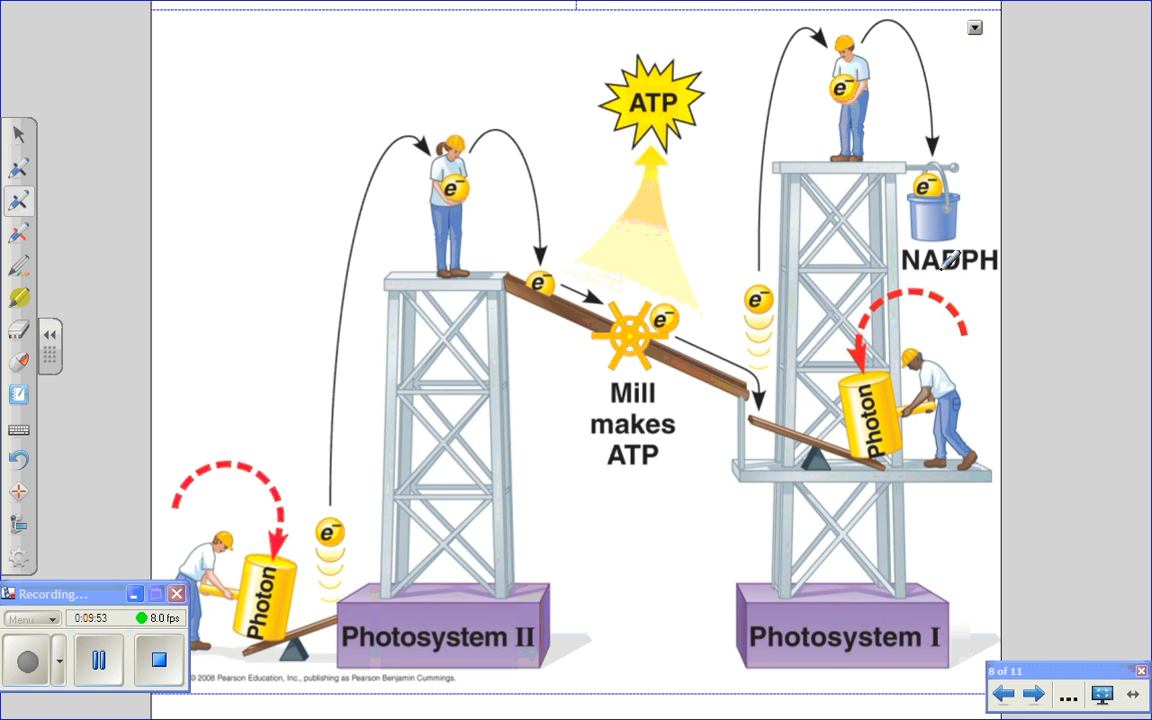 ATP
e–
e–
e–
NADPH
e–
e–
e–
Mill
makes
ATP
Photon
e–
Photon
Photosystem II
Photosystem I
© 2008 Pearson Education, Inc., publishing as Pearson Benjamin Cummings.
Recording...
Menu
0:09:53
8.0 fps
8 of 11
...